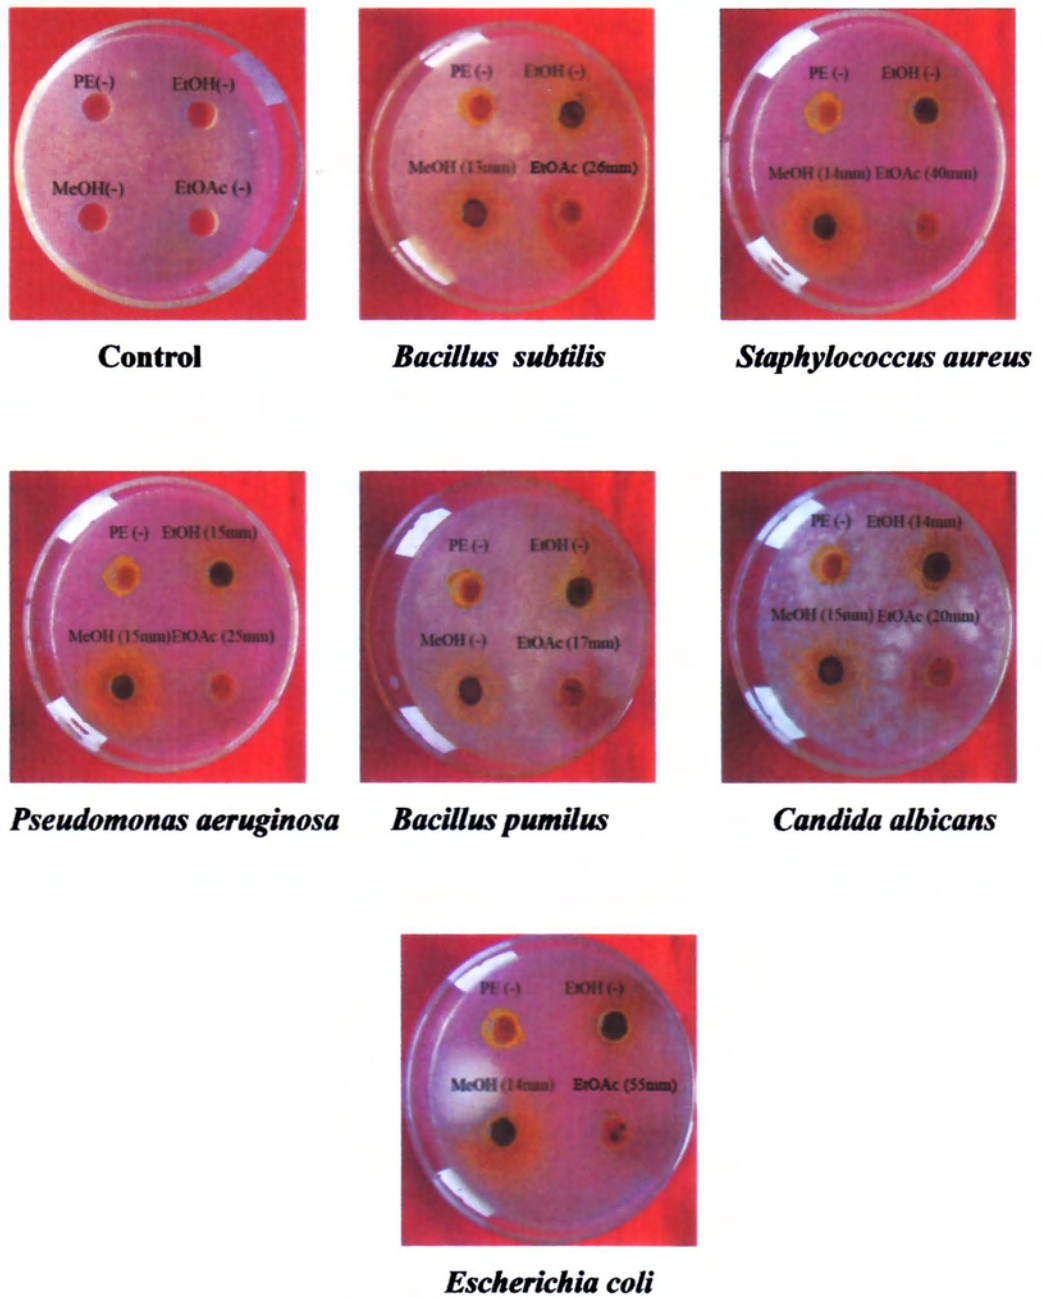 PE(-) EtOH(-)
MeOH(-) EtOAc (-)
Control
PE (-) EtOH (-)
MeOH (13mm) EtOAc (26mm)
Bacillus subtilis
PE (-) EtOH (-)
MeOH (14mm) EtOAc (40mm)
Staphylococcus aureus
PE (-) EtOH (15mm)
MeOH (15mm) EtOAc (25mm)
Pseudomonas aeruginosa
PE (-) EtOH (-)
MeOH (-) EtOAc (17mm)
Bacillus pumilus
PE (-) EtOH (14mm)
MeOH (15mm) EtOAc (20mm)
Candida albicans
PE (-) EtOH (-)
MeOH (14mm) EtOAc (55mm)
Escherichia coli